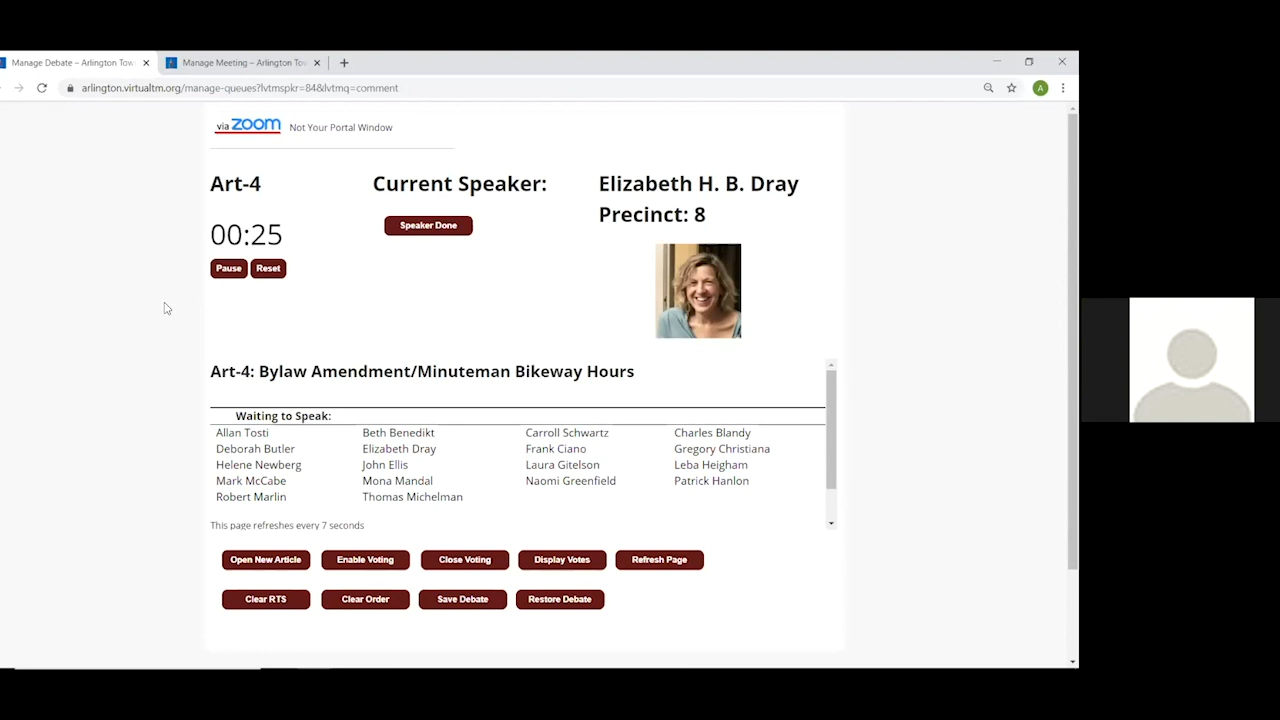 Manage Debate – Arlington Tow
Manage Meeting – Arlington Tow
arlington.virtualtm.org/manage-queues?lvtmspkr=84&lvtmq=comment
A
via zoom Not Your Portal Window
Art-4 Current Speaker: Elizabeth H. B. Dray
Precinct: 8
Speaker Done
00:25
Pause Reset
Art-4: Bylaw Amendment/Minuteman Bikeway Hours
Waiting to Speak:
Allan Tosti Beth Benedikt Carroll Schwartz Charles Blandy
Deborah Butler Elizabeth Dray Frank Ciano Gregory Christiana
Helene Newberg John Ellis Laura Gitelson Leba Heigham
Mark McCabe Mona Mandal Naomi Greenfield Patrick Hanlon
Robert Marlin Thomas Michelman
This page refreshes every 7 seconds
Open New Article Enable Voting Close Voting Display Votes Refresh Page
Clear RTS Clear Order Save Debate Restore Debate